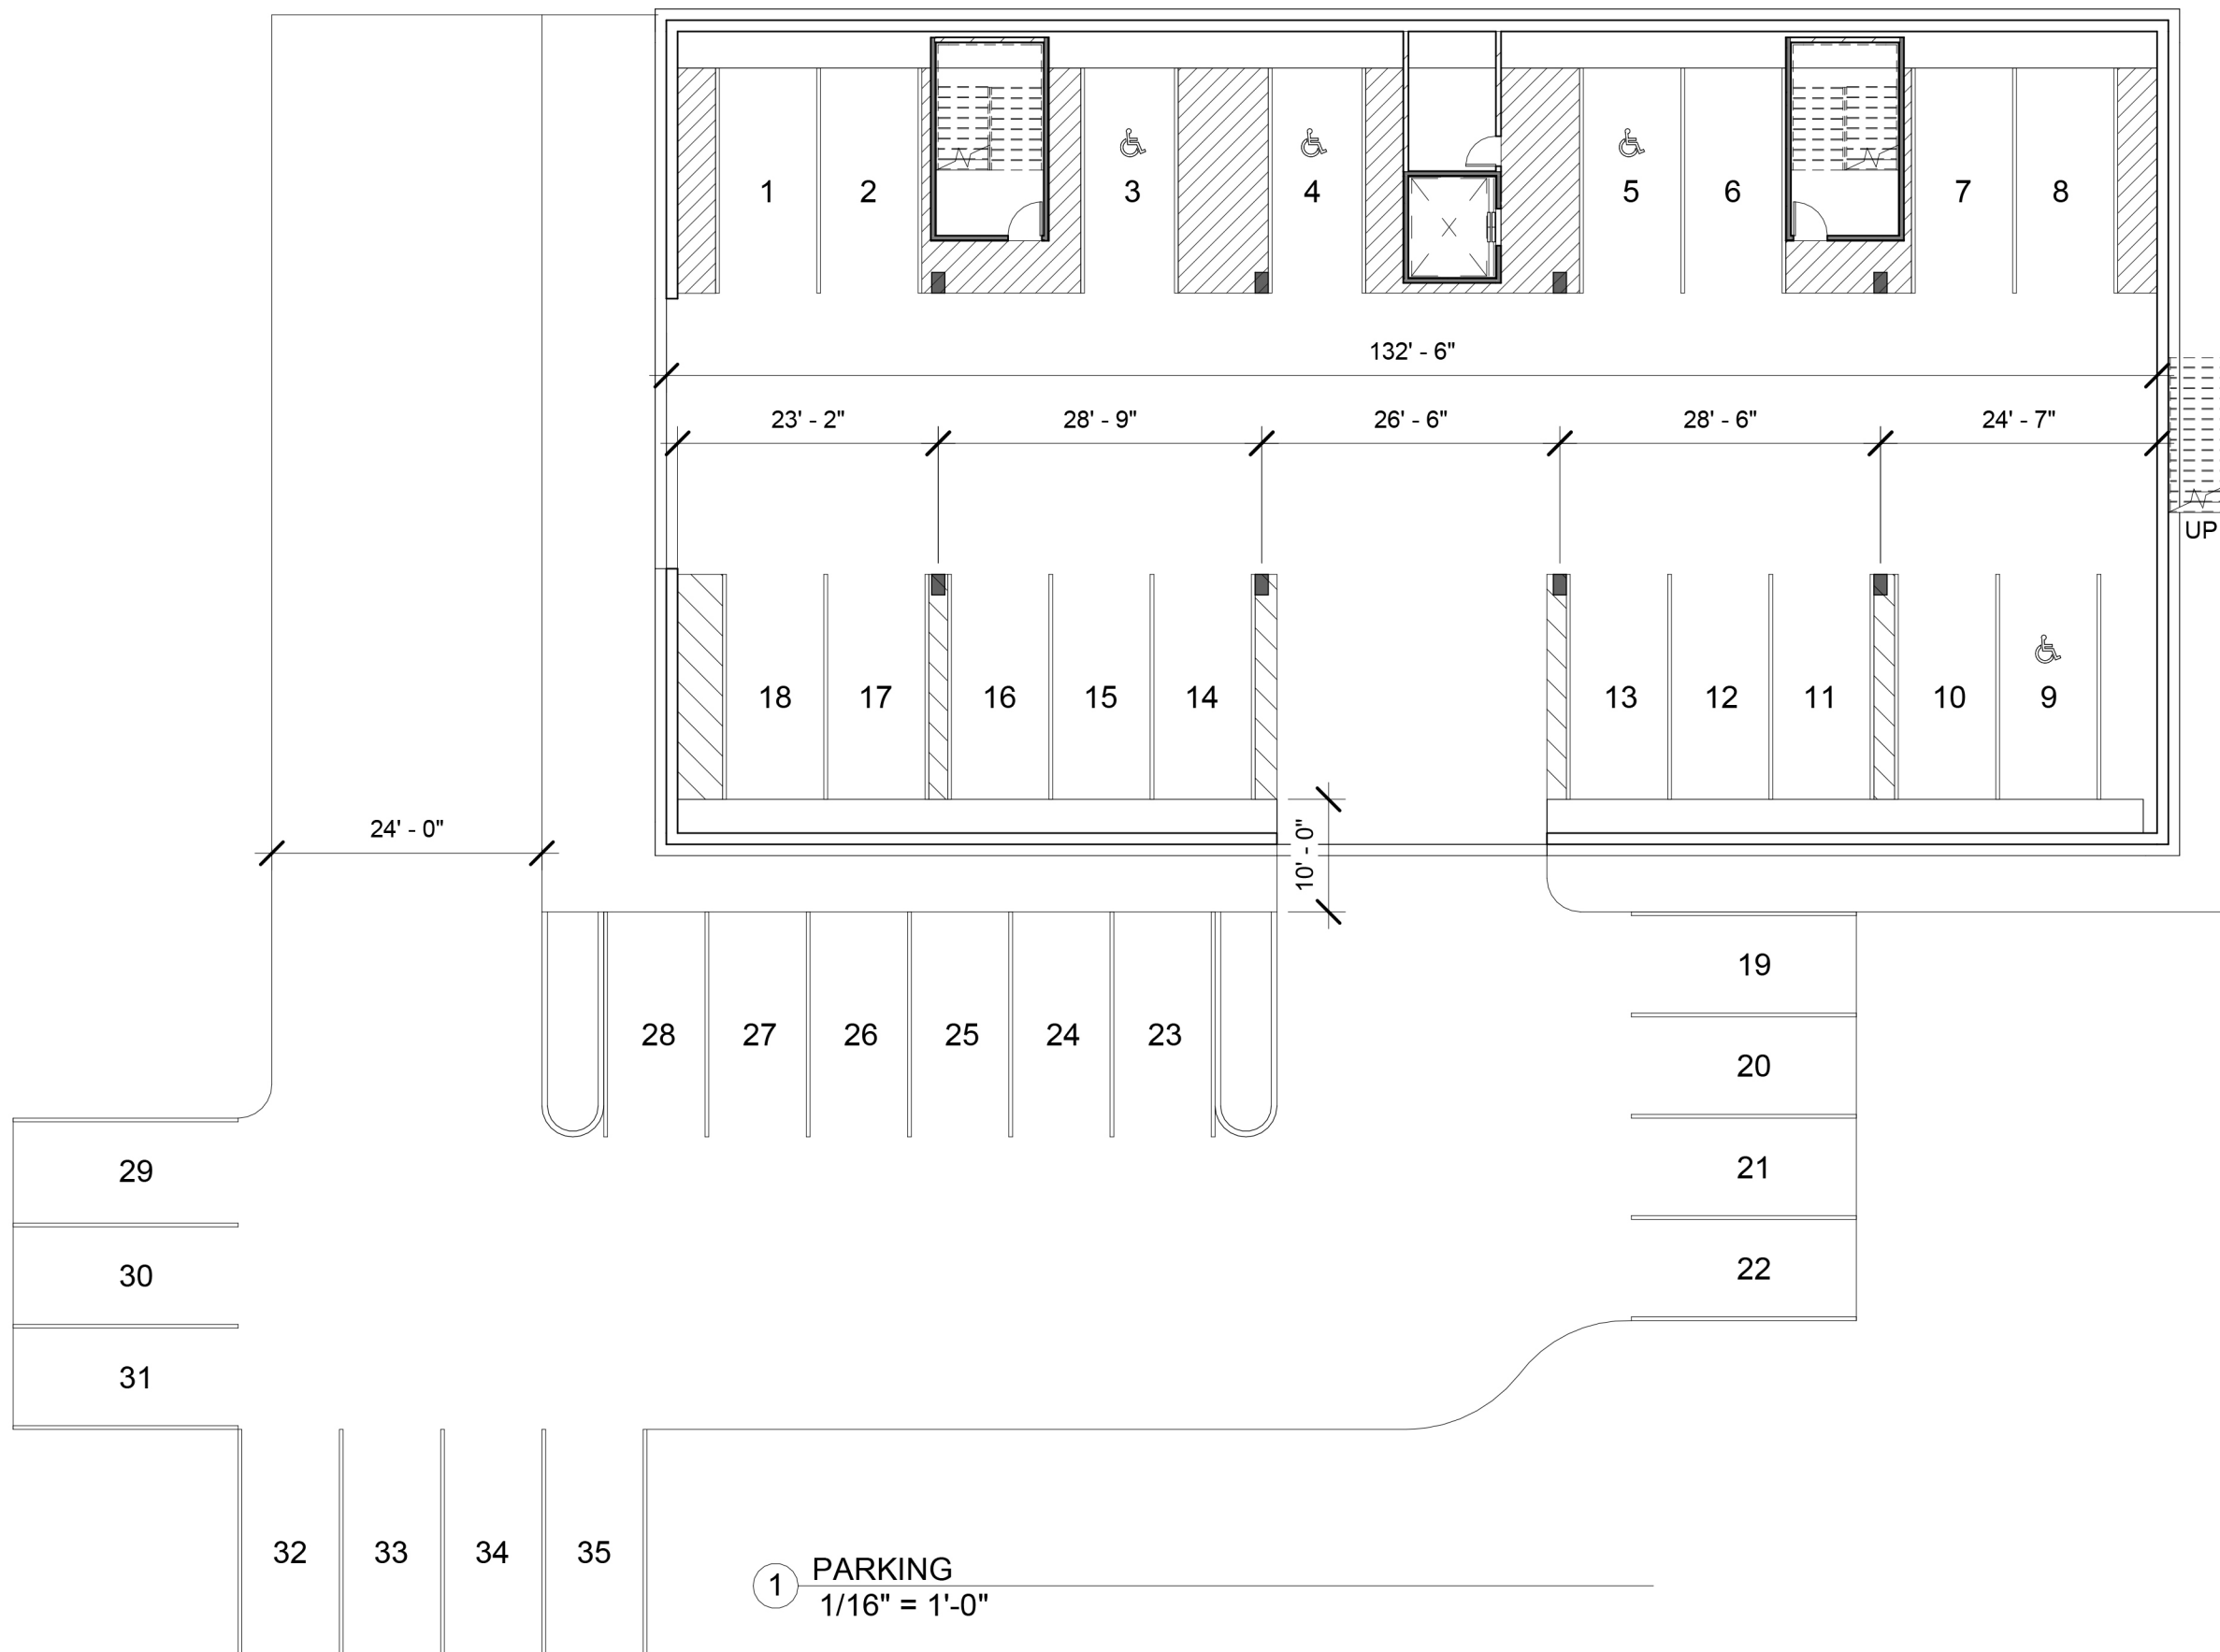 1 2 3 4 5 6 7 8
132' - 6"
23' - 2" 28' - 9" 26' - 6" 28' - 6" 24' - 7"
UP
18 17 16 15 14 13 12 11 10 9
24' - 0"
10' - 0"
19
28 27 26 25 24 23
20
29
21
22
30
31
32 33 34 35
1 PARKING
1/16" = 1'-0"